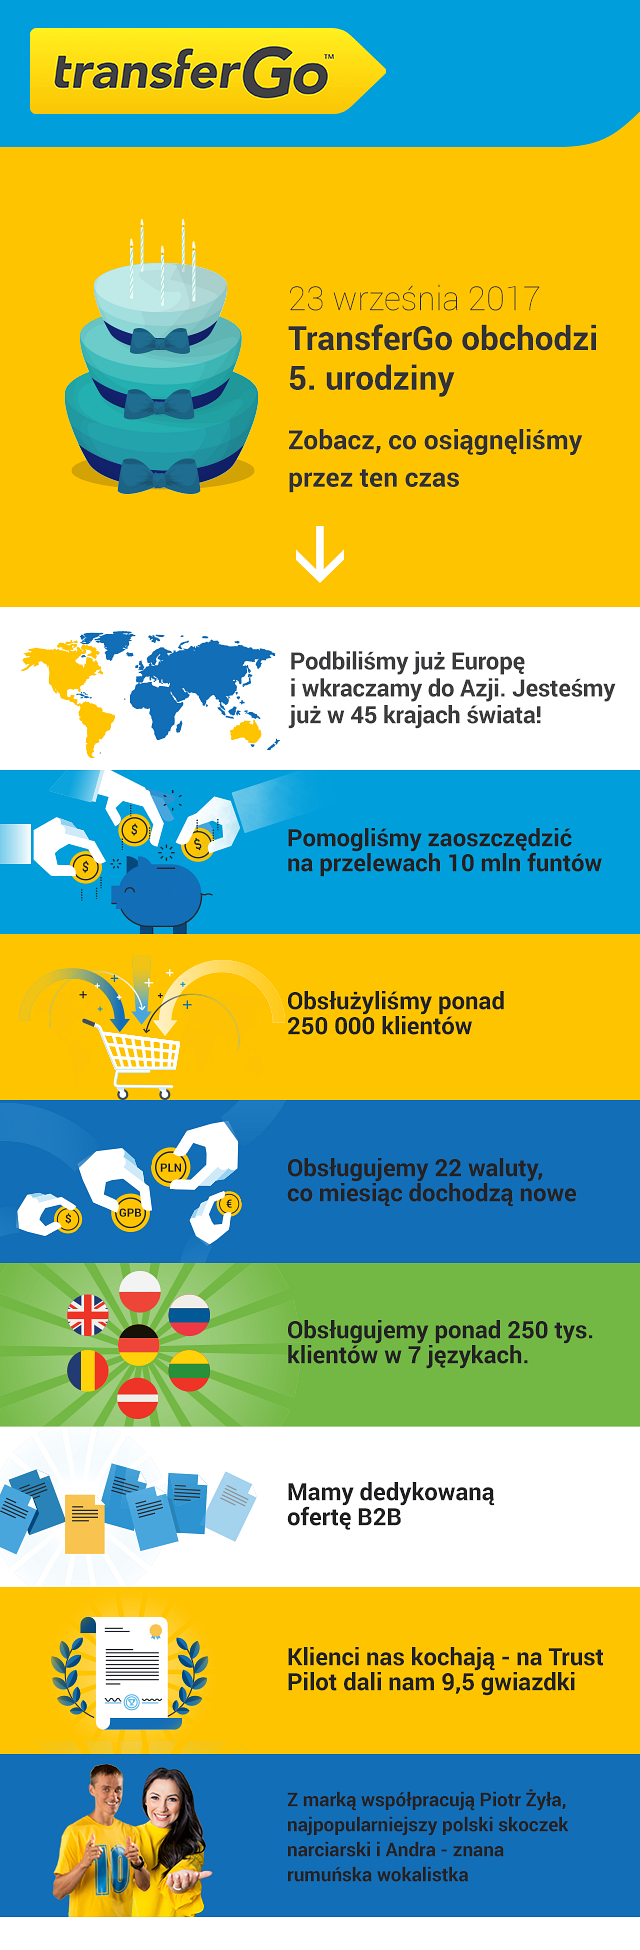 transferGo™
23 września 2017
TransferGo obchodzi
5. urodziny
Zobacz, co osiągnęliśmy
przez ten czas
Podbiliśmy już Europę
i wkraczamy do Azji. Jesteśmy
już w 45 krajach świata!
$
$
$
Pomogliśmy zaoszczędzić
na przelewach 10 mln funtów
Obsłużyliśmy ponad
250 000 klientów
PLN
GPB
$
€
Obsługujemy 22 waluty,
co miesiąc dochodzą nowe
Obsługujemy ponad 250 tys.
klientów w 7 językach.
Mamy dedykowaną
ofertę B2B
Klienci nas kochają - na Trust
Pilot dali nam 9,5 gwiazdki
10
Z marką współpracują Piotr Żyła,
najpopularniejszy polski skoczek
narciarski i Andra - znana
rumuńska wokalistka